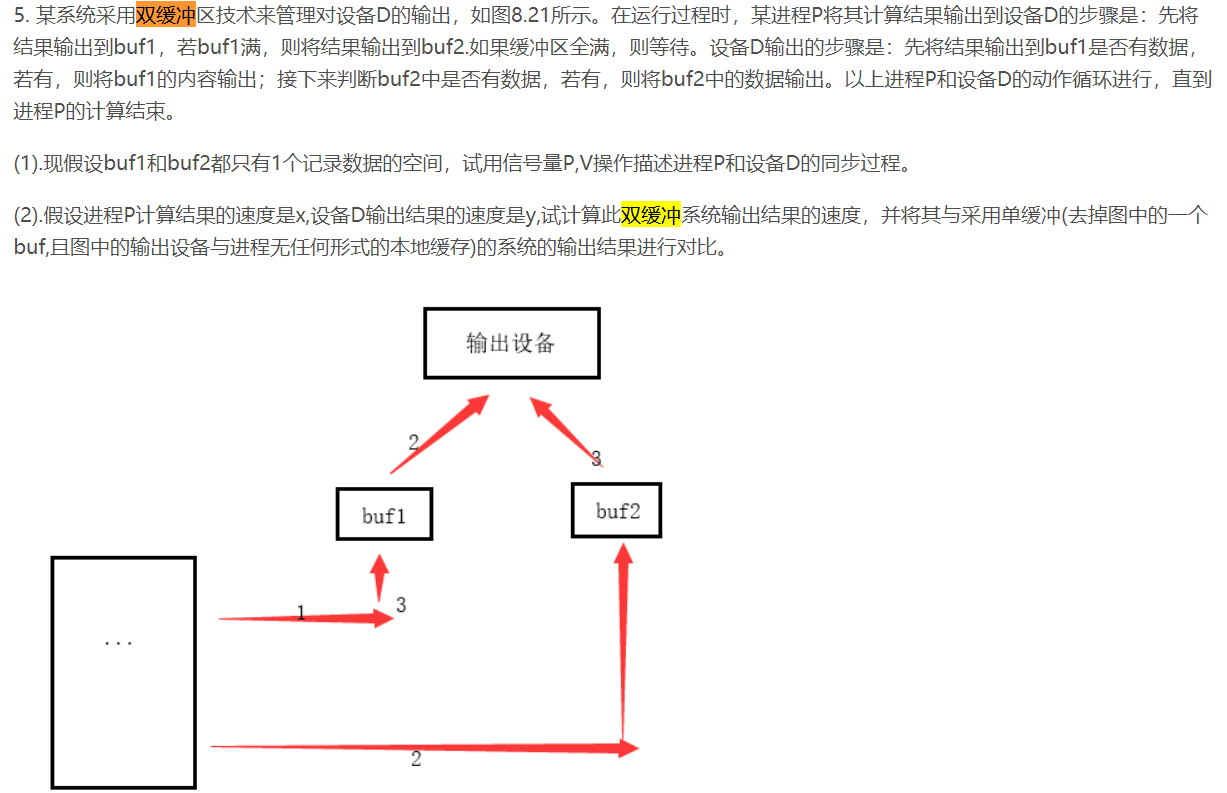 5. 某系统采用双缓冲区技术来管理对设备D的输出，如图8.21所示。在运行过程时，某进程P将其计算结果输出到设备D的步骤是：先将
结果输出到buf1，若buf1满，则将结果输出到buf2.如果缓冲区全满，则等待。设备D输出的步骤是：先将结果输出到buf1是否有数据，
若有，则将buf1的内容输出；接下来判断buf2中是否有数据，若有，则将buf2中的数据输出。以上进程P和设备D的动作循环进行，直到
进程P的计算结束。
(1).现假设buf1和buf2都只有1个记录数据的空间，试用信号量P,V操作描述进程P和设备D的同步过程。
(2).假设进程P计算结果的速度是x,设备D输出结果的速度是y,试计算此双缓冲系统输出结果的速度，并将其与采用单缓冲(去掉图中的一个
buf,且图中的输出设备与进程无任何形式的本地缓存)的系统的输出结果进行对比。
输出设备
2
3
buf1
buf2
1
3
...
2